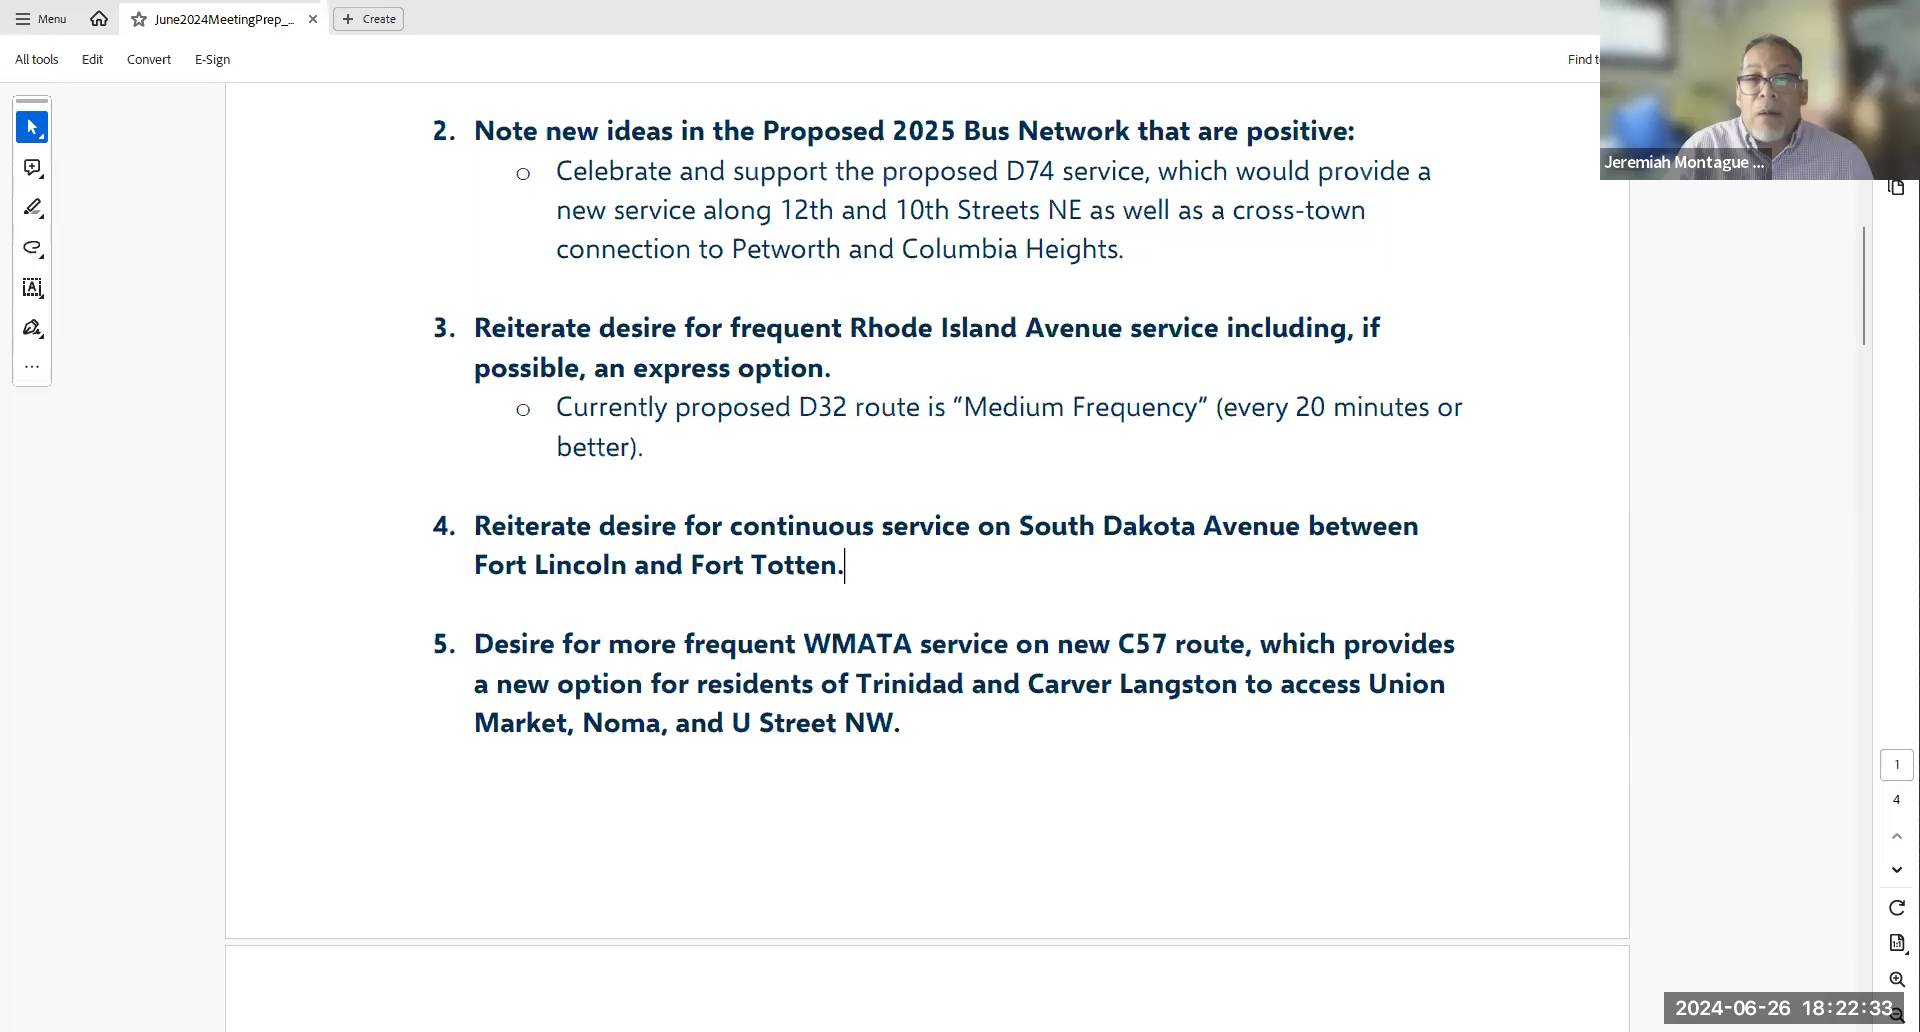 Menu
June2024MeetingPrep_...
Create
All tools
Edit
Convert
E-Sign
Find t
Jeremiah Montague ...
2. Note new ideas in the Proposed 2025 Bus Network that are positive:
○ Celebrate and support the proposed D74 service, which would provide a
new service along 12th and 10th Streets NE as well as a cross-town
connection to Petworth and Columbia Heights.
3. Reiterate desire for frequent Rhode Island Avenue service including, if
possible, an express option.
○ Currently proposed D32 route is “Medium Frequency” (every 20 minutes or
better).
4. Reiterate desire for continuous service on South Dakota Avenue between
Fort Lincoln and Fort Totten.
5. Desire for more frequent WMATA service on new C57 route, which provides
a new option for residents of Trinidad and Carver Langston to access Union
Market, Noma, and U Street NW.
1
4
2024-06-26 18:22:33